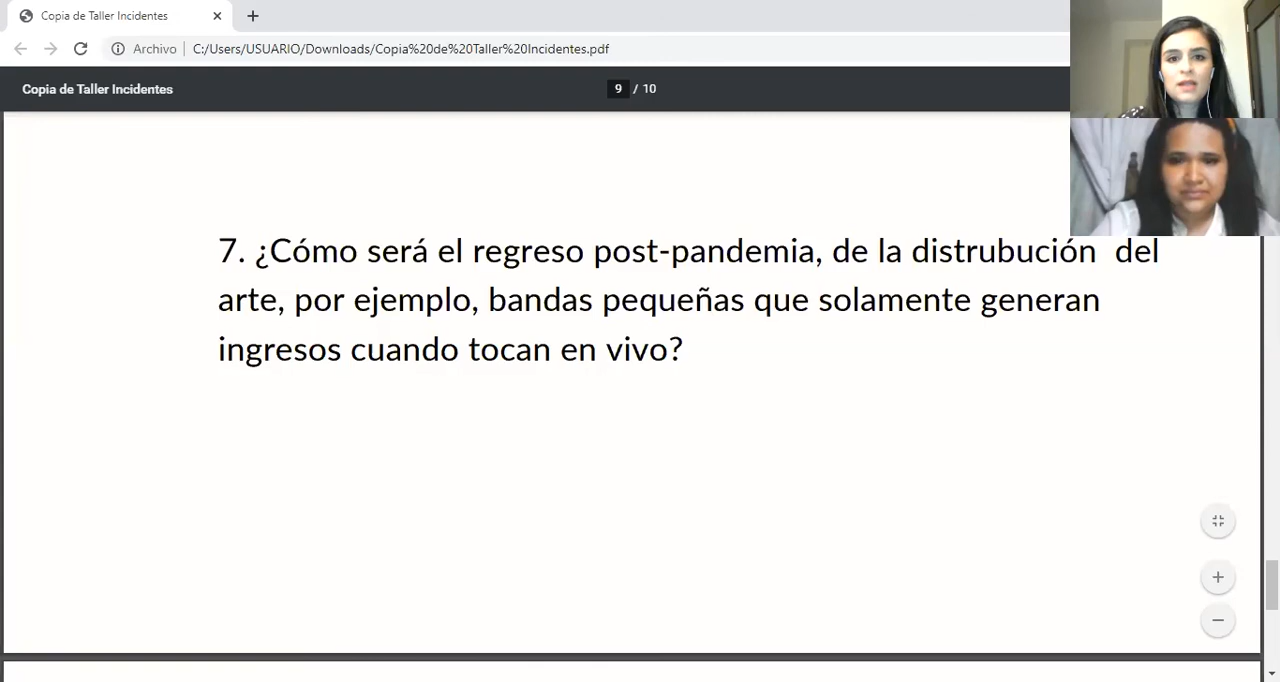 Copia de Taller Incidentes
Archivo | C:/Users/USUARIO/Downloads/Copia%20de%20Taller%20Incidentes.pdf
Copia de Taller Incidentes
9 / 10
7. ¿Cómo será el regreso post-pandemia, de la distrubución del
arte, por ejemplo, bandas pequeñas que solamente generan
ingresos cuando tocan en vivo?